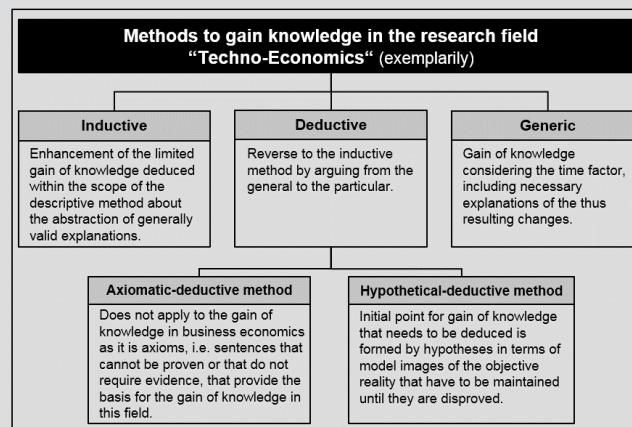 Methods to gain knowledge in the research field
“Techno-Economics“ (exemplarily)
Inductive
Enhancement of the limited
gain of knowledge deduced
within the scope of the
descriptive method about
the abstraction of generally
valid explanations.
Deductive
Reverse to the inductive
method by arguing from the
general to the particular.
Generic
Gain of knowledge
considering the time factor,
including necessary
explanations of the thus
resulting changes.
Axiomatic-deductive method
Does not apply to the gain of
knowledge in business economics
as it is axioms, i.e. sentences that
cannot be proven or that do not
require evidence, that provide the
basis for the gain of knowledge in
this field.
Hypothetical-deductive method
Initial point for gain of knowledge
that needs to be deduced is
formed by hypotheses in terms of
model images of the objective
reality that have to be maintained
until they are disproved.